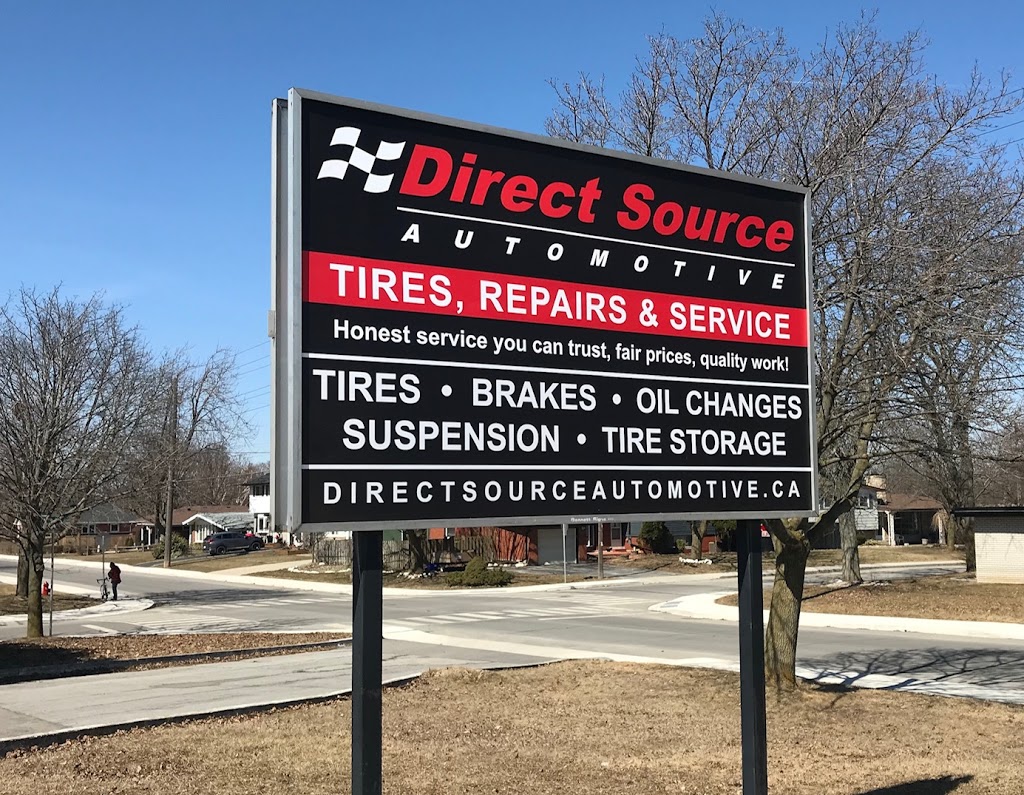 Direct Source
AUTOMOTIVE
TIRES, REPAIRS & SERVICE
Honest service you can trust, fair prices, quality work!
TIRES • BRAKES • OIL CHANGES
SUSPENSION • TIRE STORAGE
DIRECTSOURCEAUTOMOTIVE.CA